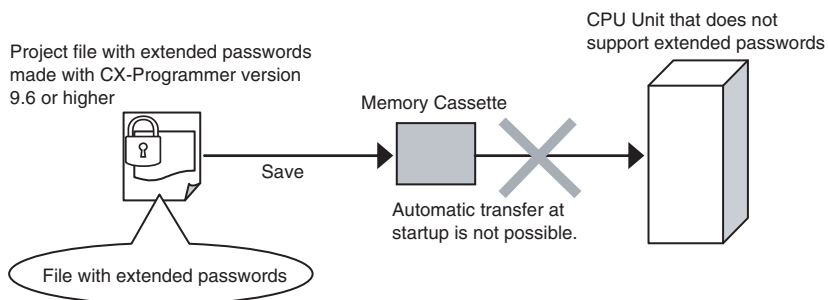 CPU Unit that does not
support extended passwords
Project file with extended passwords
made with CX-Programmer version
9.6 or higher
Memory Cassette
Save
Automatic transfer at
startup is not possible.
File with extended passwords